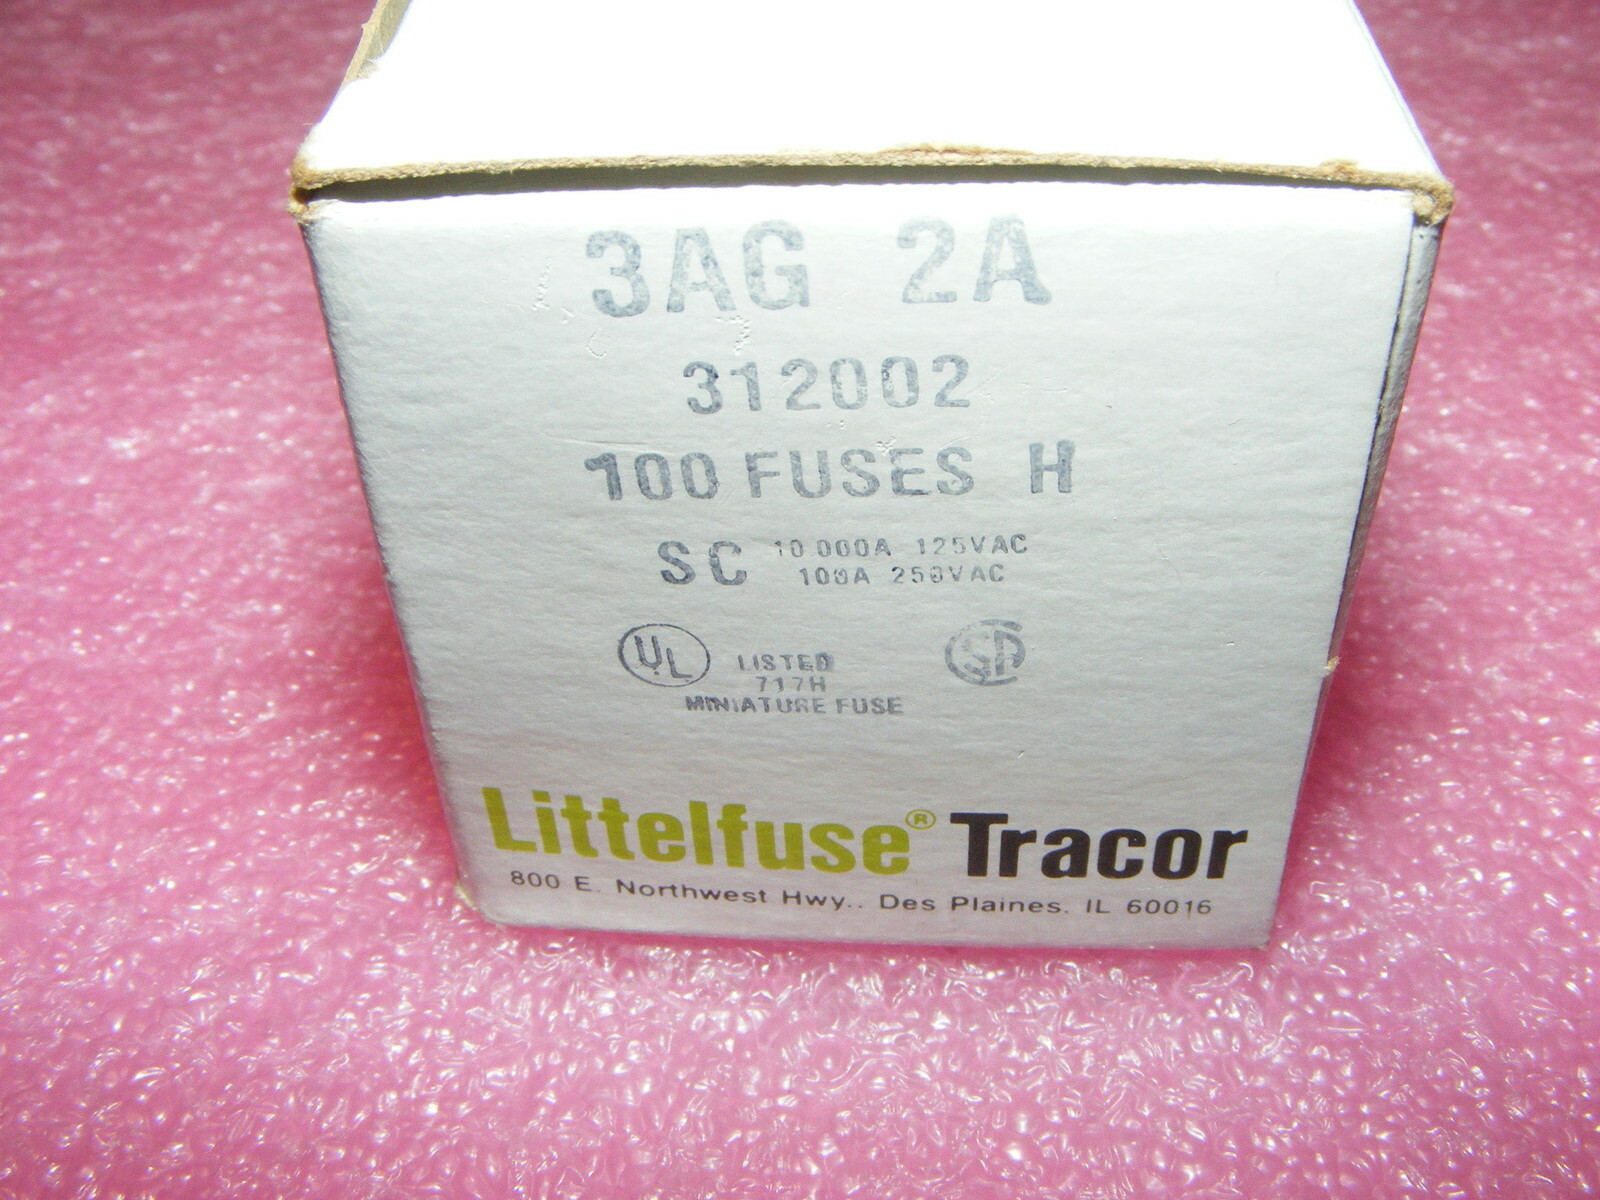 3AG 2A
312002
100 FUSES H
SC 10 000A 125VAC
100A 250VAC
UL LISTED
717H
MINIATURE FUSE
SA
Littelfuse® Tracor
800 E. Northwest Hwy., Des Plaines, IL 60016